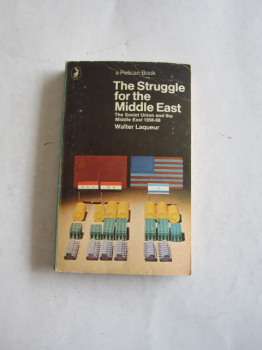 a Pelican Book
The Struggle
for the
Middle East
The Soviet Union and the
Middle East 1958-68
Walter Laqueur